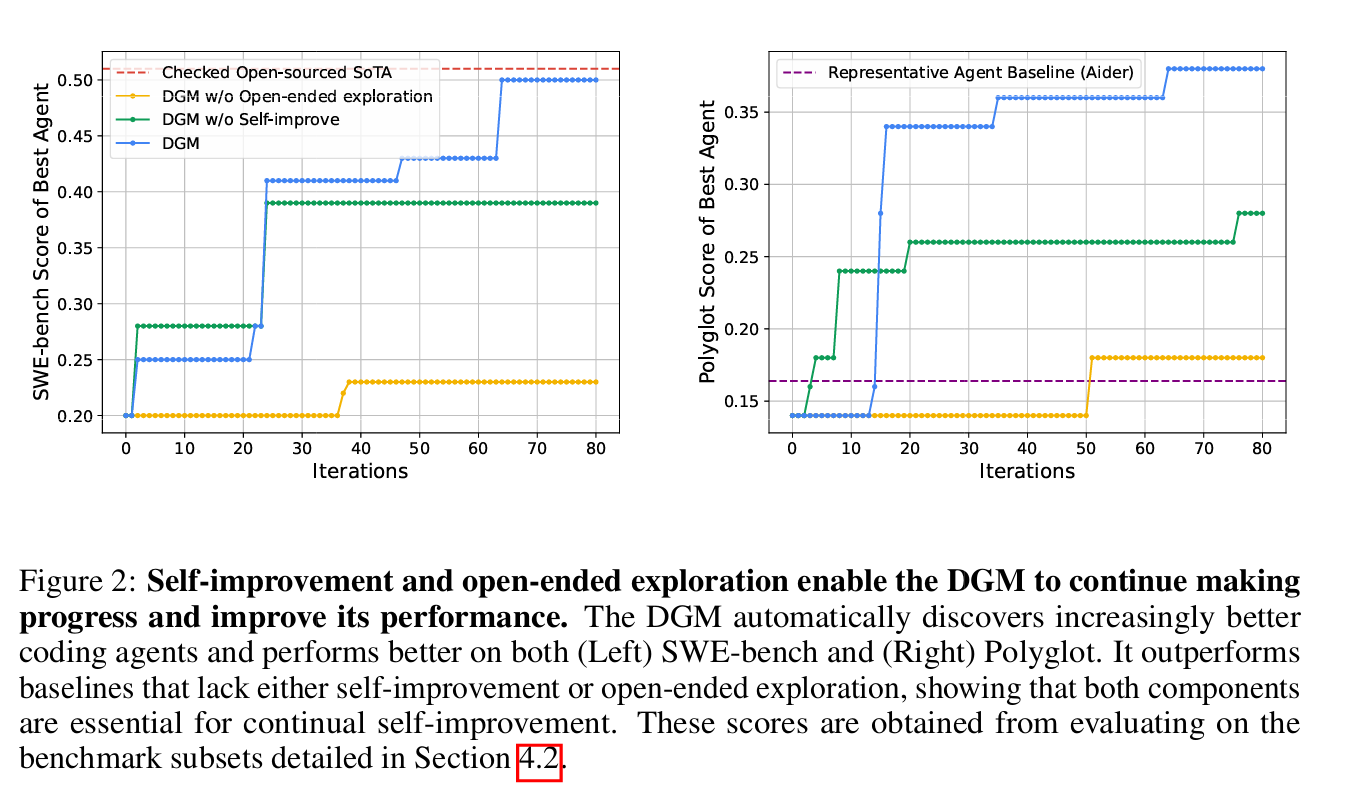 SWE-bench Score of Best Agent
0.50
0.45
0.40
0.35
0.30
0.25
0.20
Checked Open-sourced SoTA
DGM w/o Open-ended exploration
DGM w/o Self-improve
DGM
0 10 20 30 40 50 60 70 80
Iterations
Polyglot Score of Best Agent
0.35
0.30
0.25
0.20
0.15
Representative Agent Baseline (Aider)
0 10 20 30 40 50 60 70 80
Iterations
Figure 2: Self-improvement and open-ended exploration enable the DGM to continue making
progress and improve its performance. The DGM automatically discovers increasingly better
coding agents and performs better on both (Left) SWE-bench and (Right) Polyglot. It outperforms
baselines that lack either self-improvement or open-ended exploration, showing that both components
are essential for continual self-improvement. These scores are obtained from evaluating on the
benchmark subsets detailed in Section 4.2.